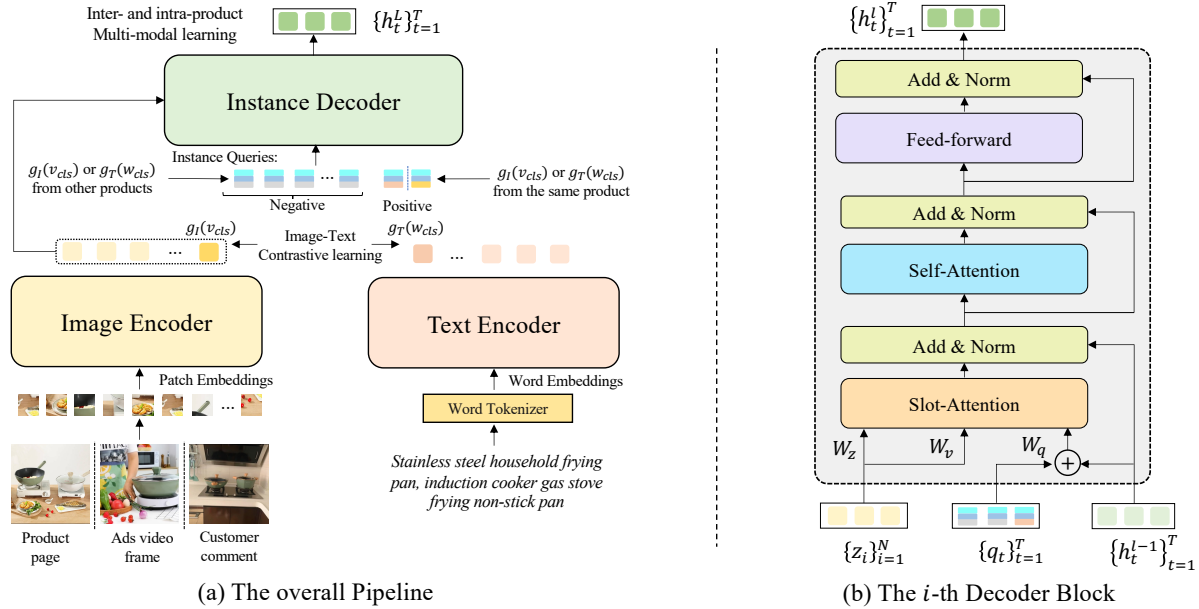 Inter- and intra-product
Multi-modal learning
{h_t^L}_{t=1}^T
Instance Decoder
Instance Queries:
g_I(v_cls) or g_T(w_cls)
from other products
...
g_I(v_cls) or g_T(w_cls)
from the same product
Negative
Positive
g_I(v_cls)
Image-Text
Contrastive learning
g_T(w_cls)
...
...
Image Encoder
Text Encoder
Patch Embeddings
Word Embeddings
...
Word Tokenizer
Stainless steel household frying
pan, induction cooker gas stove
frying non-stick pan
Product
page
Ads video
frame
Customer
comment
(a) The overall Pipeline
{h_t^l}_{t=1}^T
Add & Norm
Feed-forward
Add & Norm
Self-Attention
Add & Norm
Slot-Attention
W_z
W_v
W_q
+
{z_i}_{i=1}^N
{q_t}_{t=1}^T
{h_t^{l-1}}_{t=1}^T
(b) The i-th Decoder Block